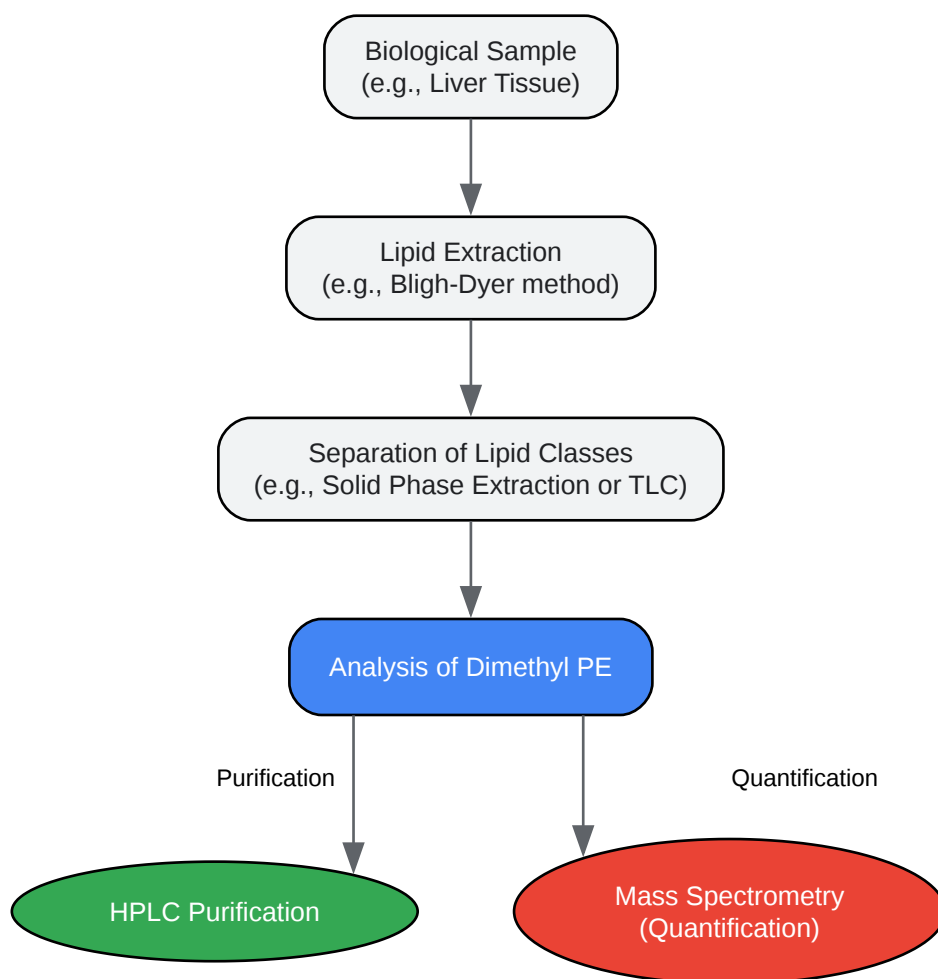 Biological Sample
(e.g., Liver Tissue)
Lipid Extraction
(e.g., Bligh-Dyer method)
Separation of Lipid Classes
(e.g., Solid Phase Extraction or TLC)
Analysis of Dimethyl PE
Purification
Quantification
HPLC Purification
Mass Spectrometry
(Quantification)